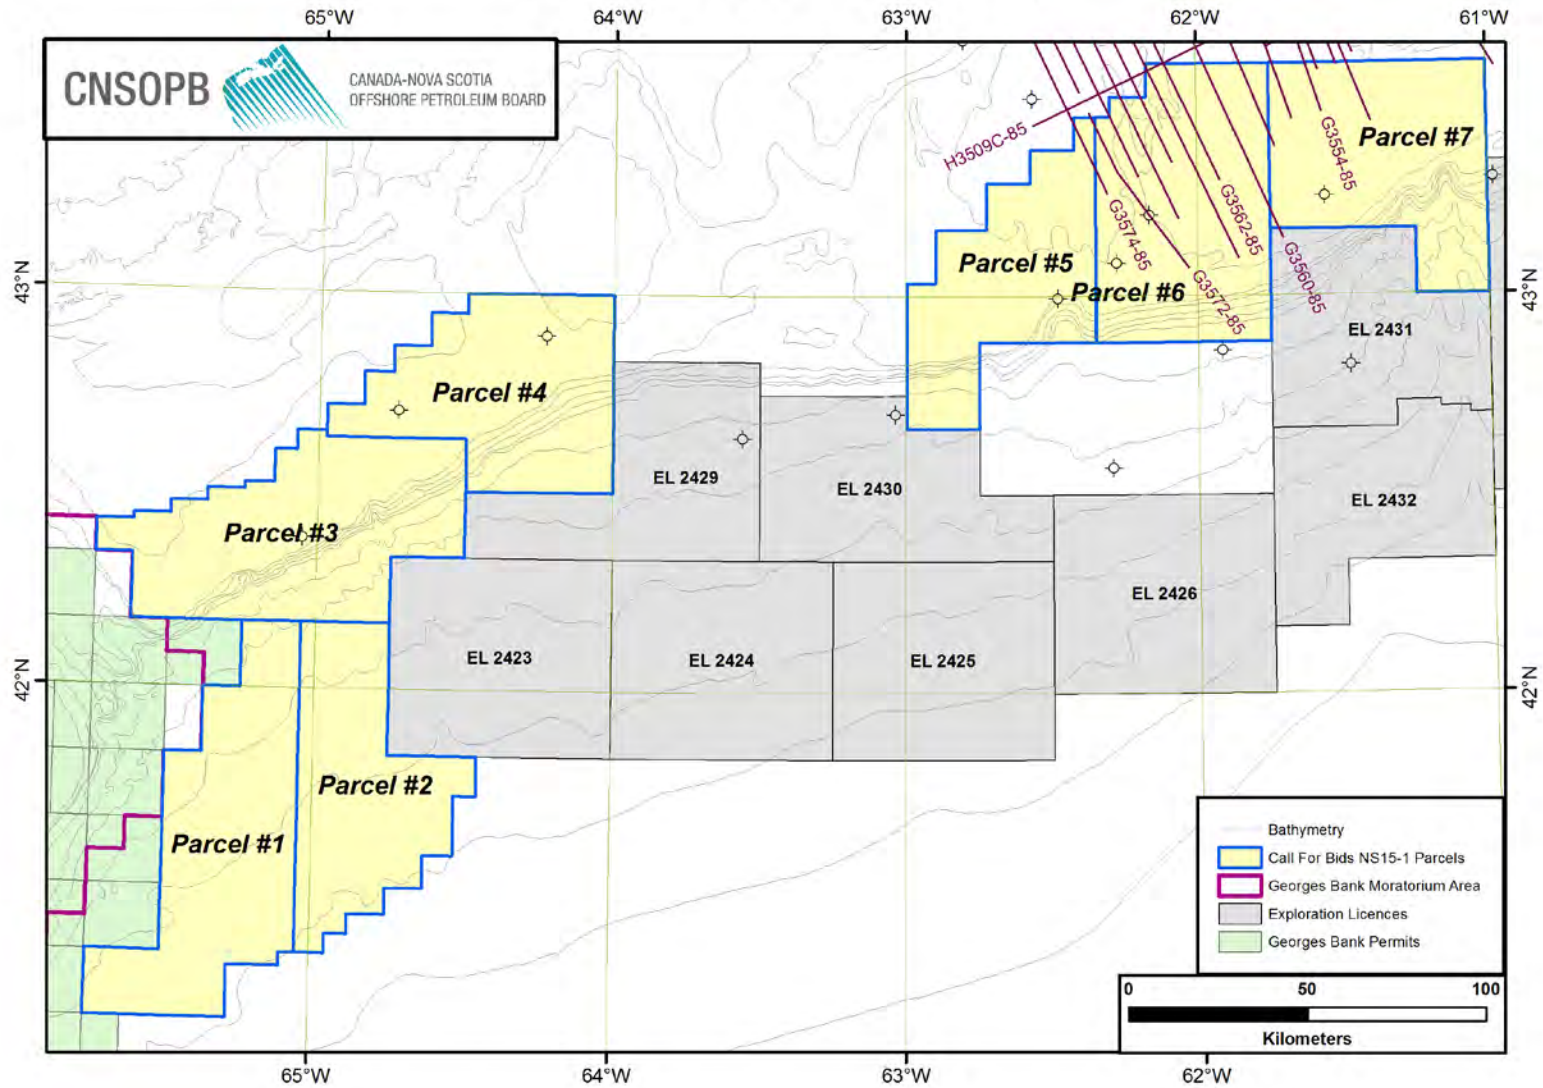 65°W
64°W
63°W
62°W
61°W
CNSOPB
CANADA-NOVA SCOTIA
OFFSHORE PETROLEUM BOARD
H3509C-85
G3554-85
Parcel #7
G3574-85
G3562-85
G3560-85
G3572-85
Parcel #5
Parcel #6
43°N
43°N
EL 2431
Parcel #4
EL 2429
EL 2430
EL 2432
Parcel #3
EL 2426
EL 2423
EL 2424
EL 2425
42°N
42°N
Parcel #2
Parcel #1
Bathymetry
Call For Bids NS15-1 Parcels
Georges Bank Moratorium Area
Exploration Licences
Georges Bank Permits
0
50
100
Kilometers
65°W
64°W
63°W
62°W